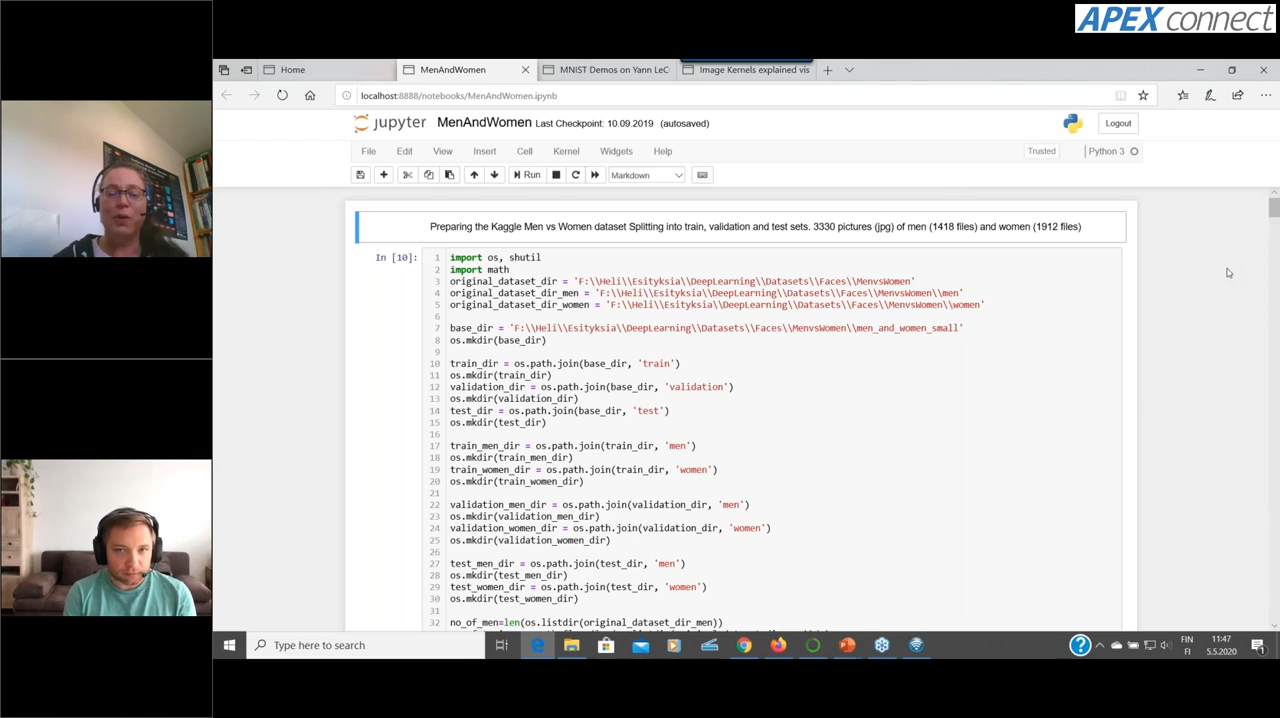 APEX connect
Home
MenAndWomen
MNIST Demos on Yann LeC
Image Kernels explained vis
localhost:8888/notebooks/MenAndWomen.ipynb
jupyter MenAndWomen Last Checkpoint: 10.09.2019 (autosaved)
Logout
File Edit View Insert Cell Kernel Widgets Help
Trusted
Python 3
Run
Markdown
Preparing the Kaggle Men vs Women dataset Splitting into train, validation and test sets. 3330 pictures (jpg) of men (1418 files) and women (1912 files)
In [10]:
1 import os, shutil
2 import math
3 original_dataset_dir = 'F:\\Heli\\Esityksia\\DeepLearning\\Datasets\\Faces\\MenvsWomen'
4 original_dataset_dir_men = 'F:\\Heli\\Esityksia\\DeepLearning\\Datasets\\Faces\\MenvsWomen\\men'
5 original_dataset_dir_women = 'F:\\Heli\\Esityksia\\DeepLearning\\Datasets\\Faces\\MenvsWomen\\women'
6
7 base_dir = 'F:\\Heli\\Esityksia\\DeepLearning\\Datasets\\Faces\\MenvsWomen\\men_and_women_small'
8 os.mkdir(base_dir)
9
10 train_dir = os.path.join(base_dir, 'train')
11 os.mkdir(train_dir)
12 validation_dir = os.path.join(base_dir, 'validation')
13 os.mkdir(validation_dir)
14 test_dir = os.path.join(base_dir, 'test')
15 os.mkdir(test_dir)
16
17 train_men_dir = os.path.join(train_dir, 'men')
18 os.mkdir(train_men_dir)
19 train_women_dir = os.path.join(train_dir, 'women')
20 os.mkdir(train_women_dir)
21
22 validation_men_dir = os.path.join(validation_dir, 'men')
23 os.mkdir(validation_men_dir)
24 validation_women_dir = os.path.join(validation_dir, 'women')
25 os.mkdir(validation_women_dir)
26
27 test_men_dir = os.path.join(test_dir, 'men')
28 os.mkdir(test_men_dir)
29 test_women_dir = os.path.join(test_dir, 'women')
30 os.mkdir(test_women_dir)
31
32 no_of_men=len(os.listdir(original_dataset_dir_men))
Type here to search
FIN
FI
11:47
5.5.2020